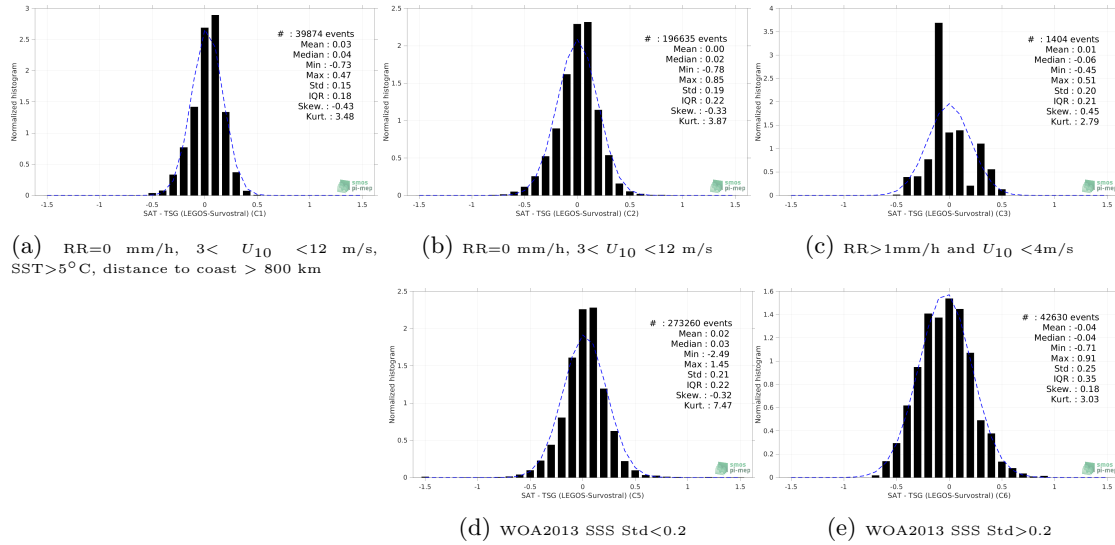 3
2.5
2
1.5
1
0.5
0
Normalized histogram
# : 39874 events
Mean : 0.03
Median : 0.04
Min : -0.73
Max : 0.47
Std : 0.15
IQR : 0.18
Skew. : -0.43
Kurt. : 3.48
smos
pi-mep
-1.5 -1 -0.5 0 0.5 1 1.5
SAT - TSG (LEGOS-Survostral) (C1)
(a) RR=0 mm/h, 3< U10 <12 m/s,
SST>5°C, distance to coast > 800 km
2.5
2
1.5
1
0.5
0
Normalized histogram
# : 196635 events
Mean : 0.00
Median : 0.02
Min : -0.78
Max : 0.85
Std : 0.19
IQR : 0.22
Skew. : -0.33
Kurt. : 3.87
smos
pi-mep
-1.5 -1 -0.5 0 0.5 1 1.5
SAT - TSG (LEGOS-Survostral) (C2)
(b) RR=0 mm/h, 3< U10 <12 m/s
4
3.5
3
2.5
2
1.5
1
0.5
0
Normalized histogram
# : 1404 events
Mean : 0.01
Median : -0.06
Min : -0.45
Max : 0.51
Std : 0.20
IQR : 0.21
Skew. : 0.45
Kurt. : 2.79
smos
pi-mep
-1.5 -1 -0.5 0 0.5 1 1.5
SAT - TSG (LEGOS-Survostral) (C3)
(c) RR>1mm/h and U10 <4m/s
2.5
2
1.5
1
0.5
0
Normalized histogram
# : 273260 events
Mean : 0.02
Median : 0.03
Min : -2.49
Max : 1.45
Std : 0.21
IQR : 0.22
Skew. : -0.32
Kurt. : 7.47
smos
pi-mep
-1.5 -1 -0.5 0 0.5 1 1.5
SAT - TSG (LEGOS-Survostral) (C5)
(d) WOA2013 SSS Std<0.2
1.6
1.4
1.2
1
0.8
0.6
0.4
0.2
0
Normalized histogram
# : 42630 events
Mean : -0.04
Median : -0.04
Min : -0.71
Max : 0.91
Std : 0.25
IQR : 0.35
Skew. : 0.18
Kurt. : 3.03
smos
pi-mep
-1.5 -1 -0.5 0 0.5 1 1.5
SAT - TSG (LEGOS-Survostral) (C6)
(e) WOA2013 SSS Std>0.2